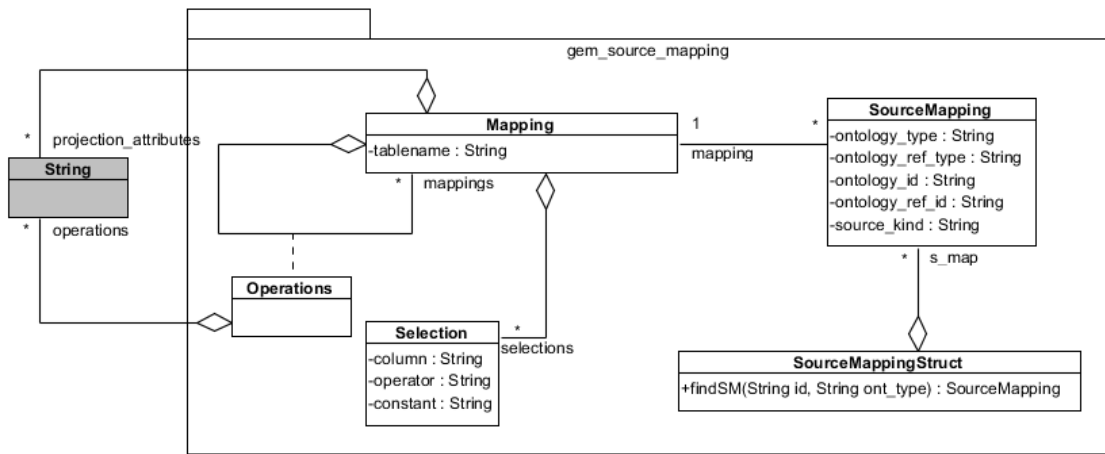 gem_source_mapping
* projection_attributes
String
* operations
Mapping
-tablename : String
* mappings
1
mapping
*
SourceMapping
-ontology_type : String
-ontology_ref_type : String
-ontology_id : String
-ontology_ref_id : String
-source_kind : String
* s_map
Operations
Selection
-column : String
-operator : String
-constant : String
*
selections
SourceMappingStruct
+findSM(String id, String ont_type) : SourceMapping